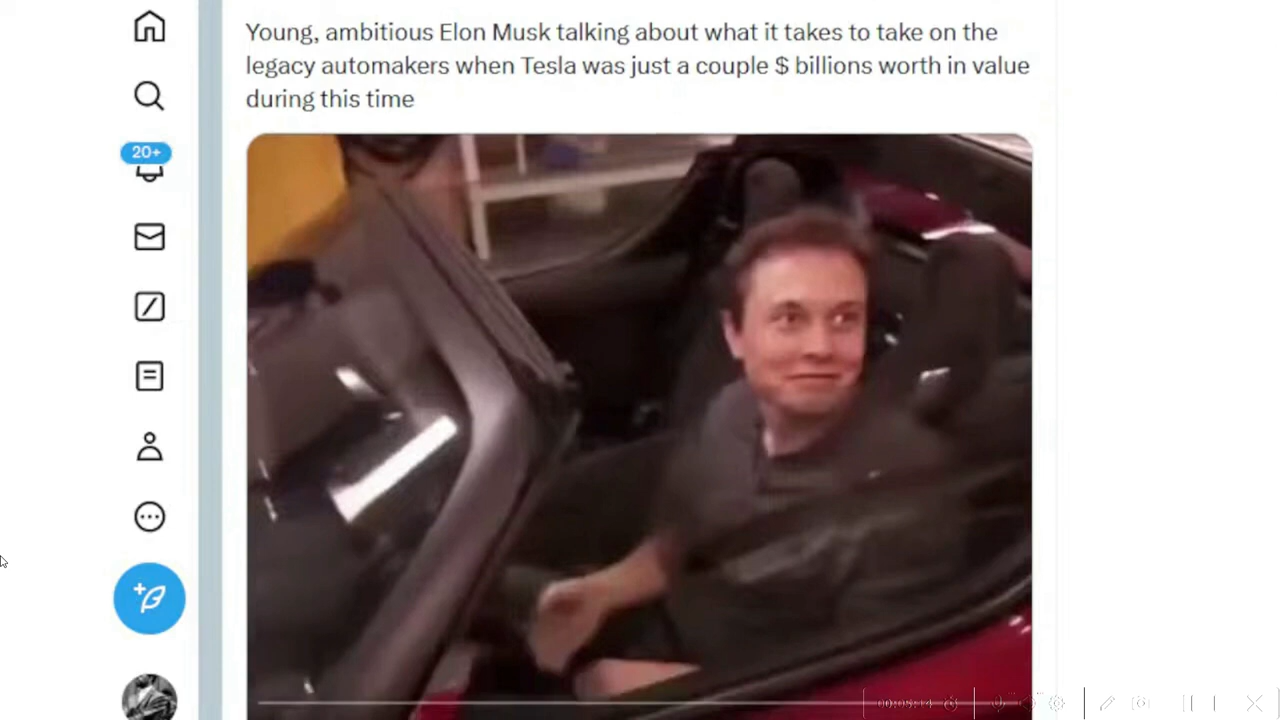 Young, ambitious Elon Musk talking about what it takes to take on the
legacy automakers when Tesla was just a couple $ billions worth in value
during this time
20+